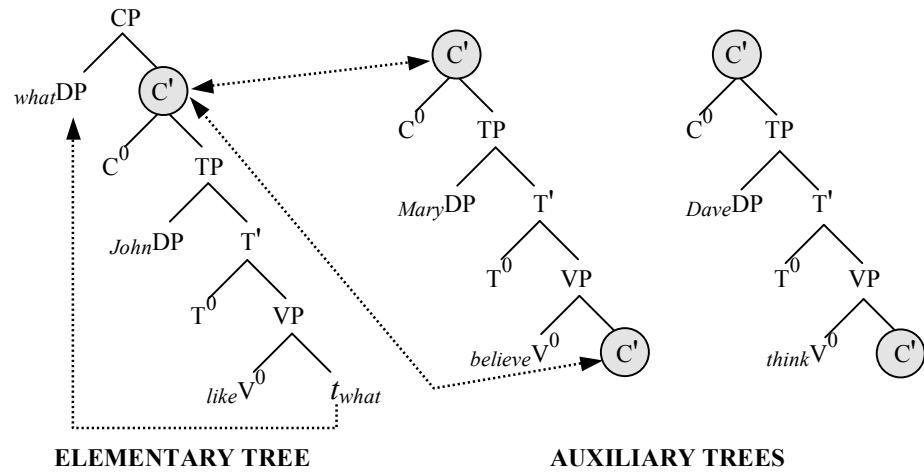 CP
whatDP C'
C⁰ TP
JohnDP T'
T⁰ VP
likeV⁰ twhat
ELEMENTARY TREE
C'
C⁰ TP
MaryDP T'
T⁰ VP
believeV⁰ C'
C'
C⁰ TP
DaveDP T'
T⁰ VP
thinkV⁰ C'
AUXILIARY TREES